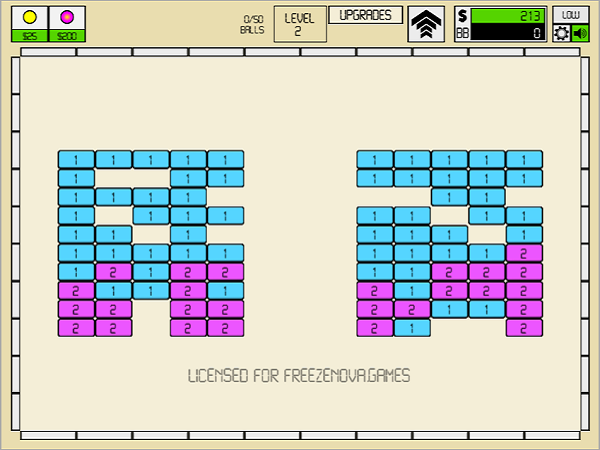 $25 $200
0/50 BALLS
LEVEL 2
UPGRADES
$ 213
BB 0
LOW
1 1 1 1 1 1 1 1 1 1
1 1 1 1 1 1 1 1
1 1 1 1 1 1
1 1 1 1 1 1 1 1
1 1 1 1 1 1 1
1 1 1 1 1 1 1 1 1 2
1 2 1 2 2 1 1 2 2 2
2 1 1 2 1 2 1 2 2 2
2 2 2 2 2 2 1 1 2
2 2 2 2 2 1 2
LICENSED FOR FREEZENOVA.GAMES